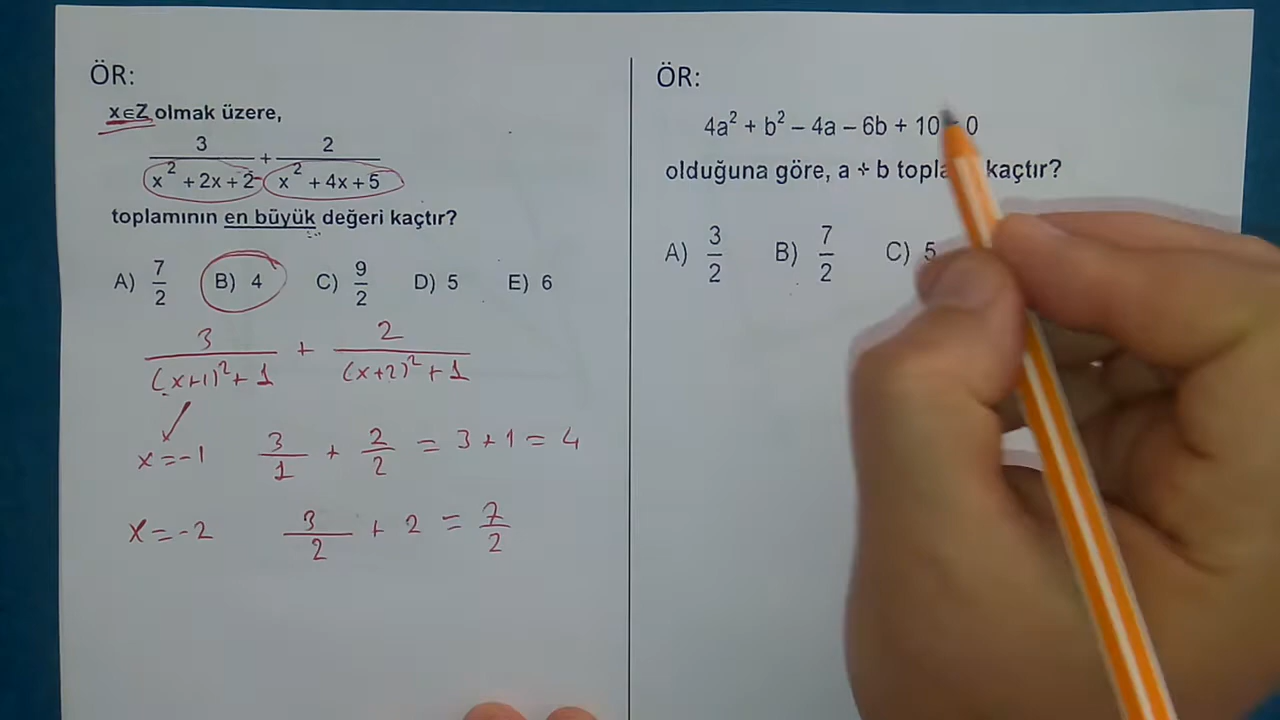 ÖR:
x∈Z olmak üzere,
3/(x² + 2x + 2) + 2/(x² + 4x + 5)
toplamının en büyük değeri kaçtır?
A) 7/2 B) 4 C) 9/2 D) 5 E) 6
3/((x+1)² + 1) + 2/((x+2)² + 1)
x = -1 3/1 + 2/2 = 3 + 1 = 4
x = -2 3/2 + 2 = 7/2
ÖR:
4a² + b² – 4a – 6b + 10 0
olduğuna göre, a + b kaçtır?
A) 3/2 B) 7/2 C) 5